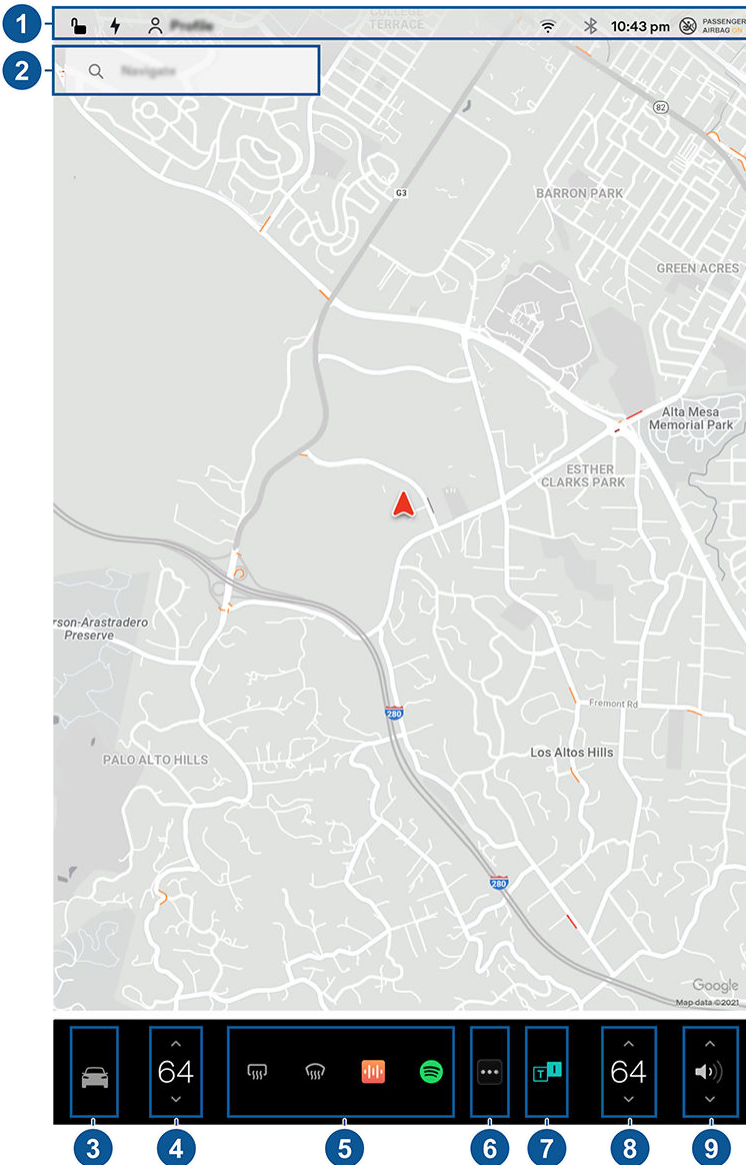 1
COLLEGE
TERRACE
Profile
10:43 pm
PASSENGER
AIRBAG ON
2
Navigate
82
G3
BARRON PARK
GREEN ACRES
Alta Mesa
Memorial Park
ESTHER
CLARKS PARK
rson-Arastradero
Preserve
280
Fremont Rd
Los Altos Hills
PALO ALTO HILLS
280
Google
Map data ©2021
64
T
I
64
3
4
5
6
7
8
9